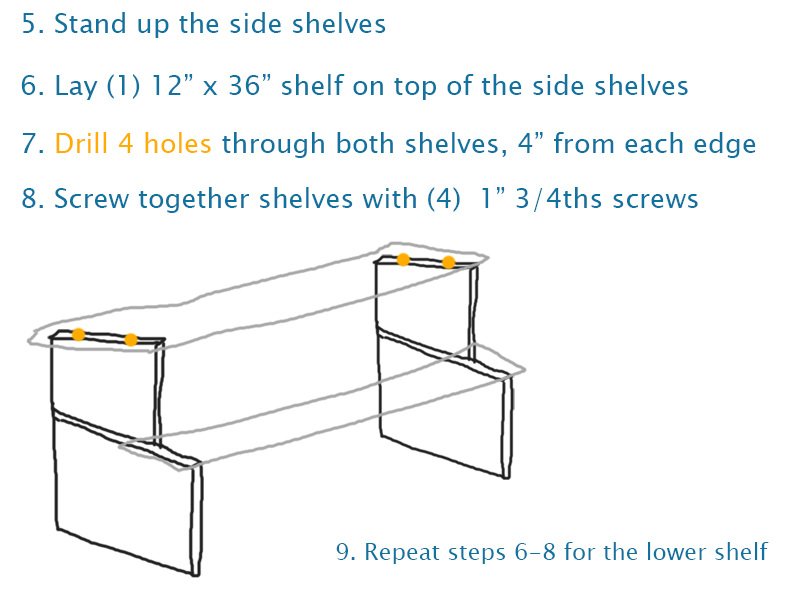 5. Stand up the side shelves
6. Lay (1) 12” x 36” shelf on top of the side shelves
7. Drill 4 holes through both shelves, 4” from each edge
8. Screw together shelves with (4)  1” 3/4ths screws
9. Repeat steps 6-8 for the lower shelf